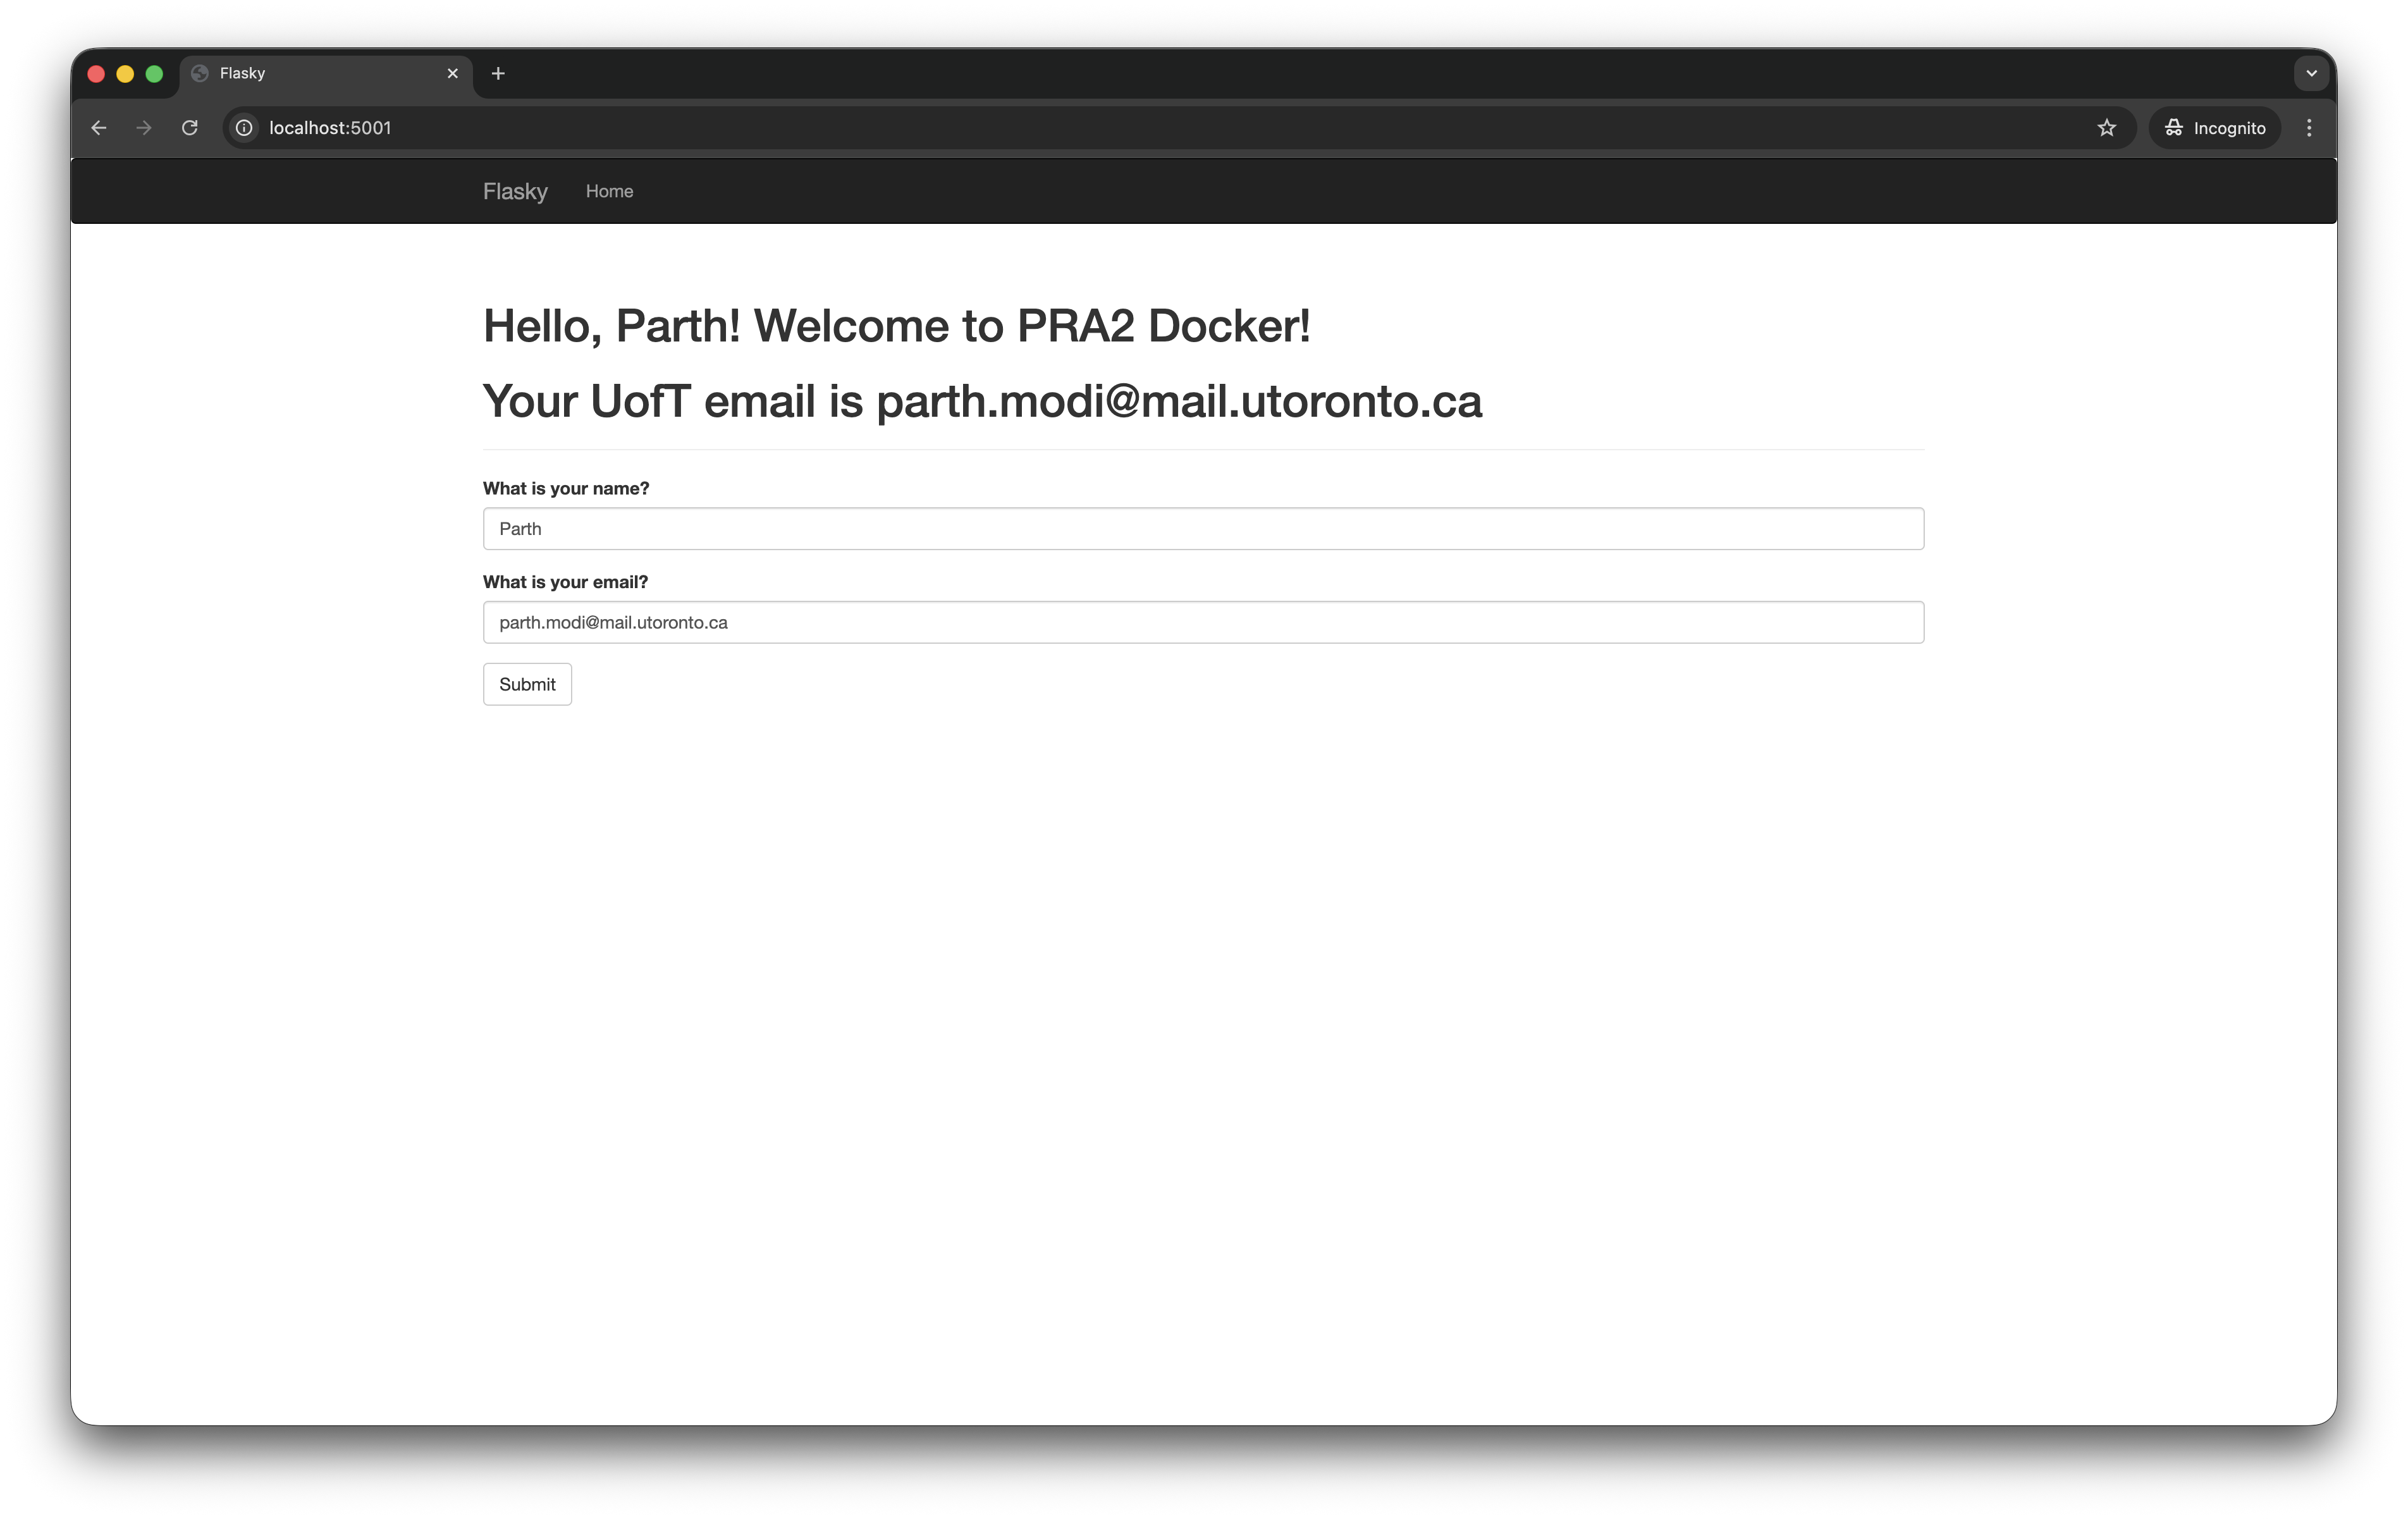 Flasky
localhost:5001
Incognito
Flasky Home
Hello, Parth! Welcome to PRA2 Docker!
Your UofT email is parth.modi@mail.utoronto.ca
What is your name?
Parth
What is your email?
parth.modi@mail.utoronto.ca
Submit